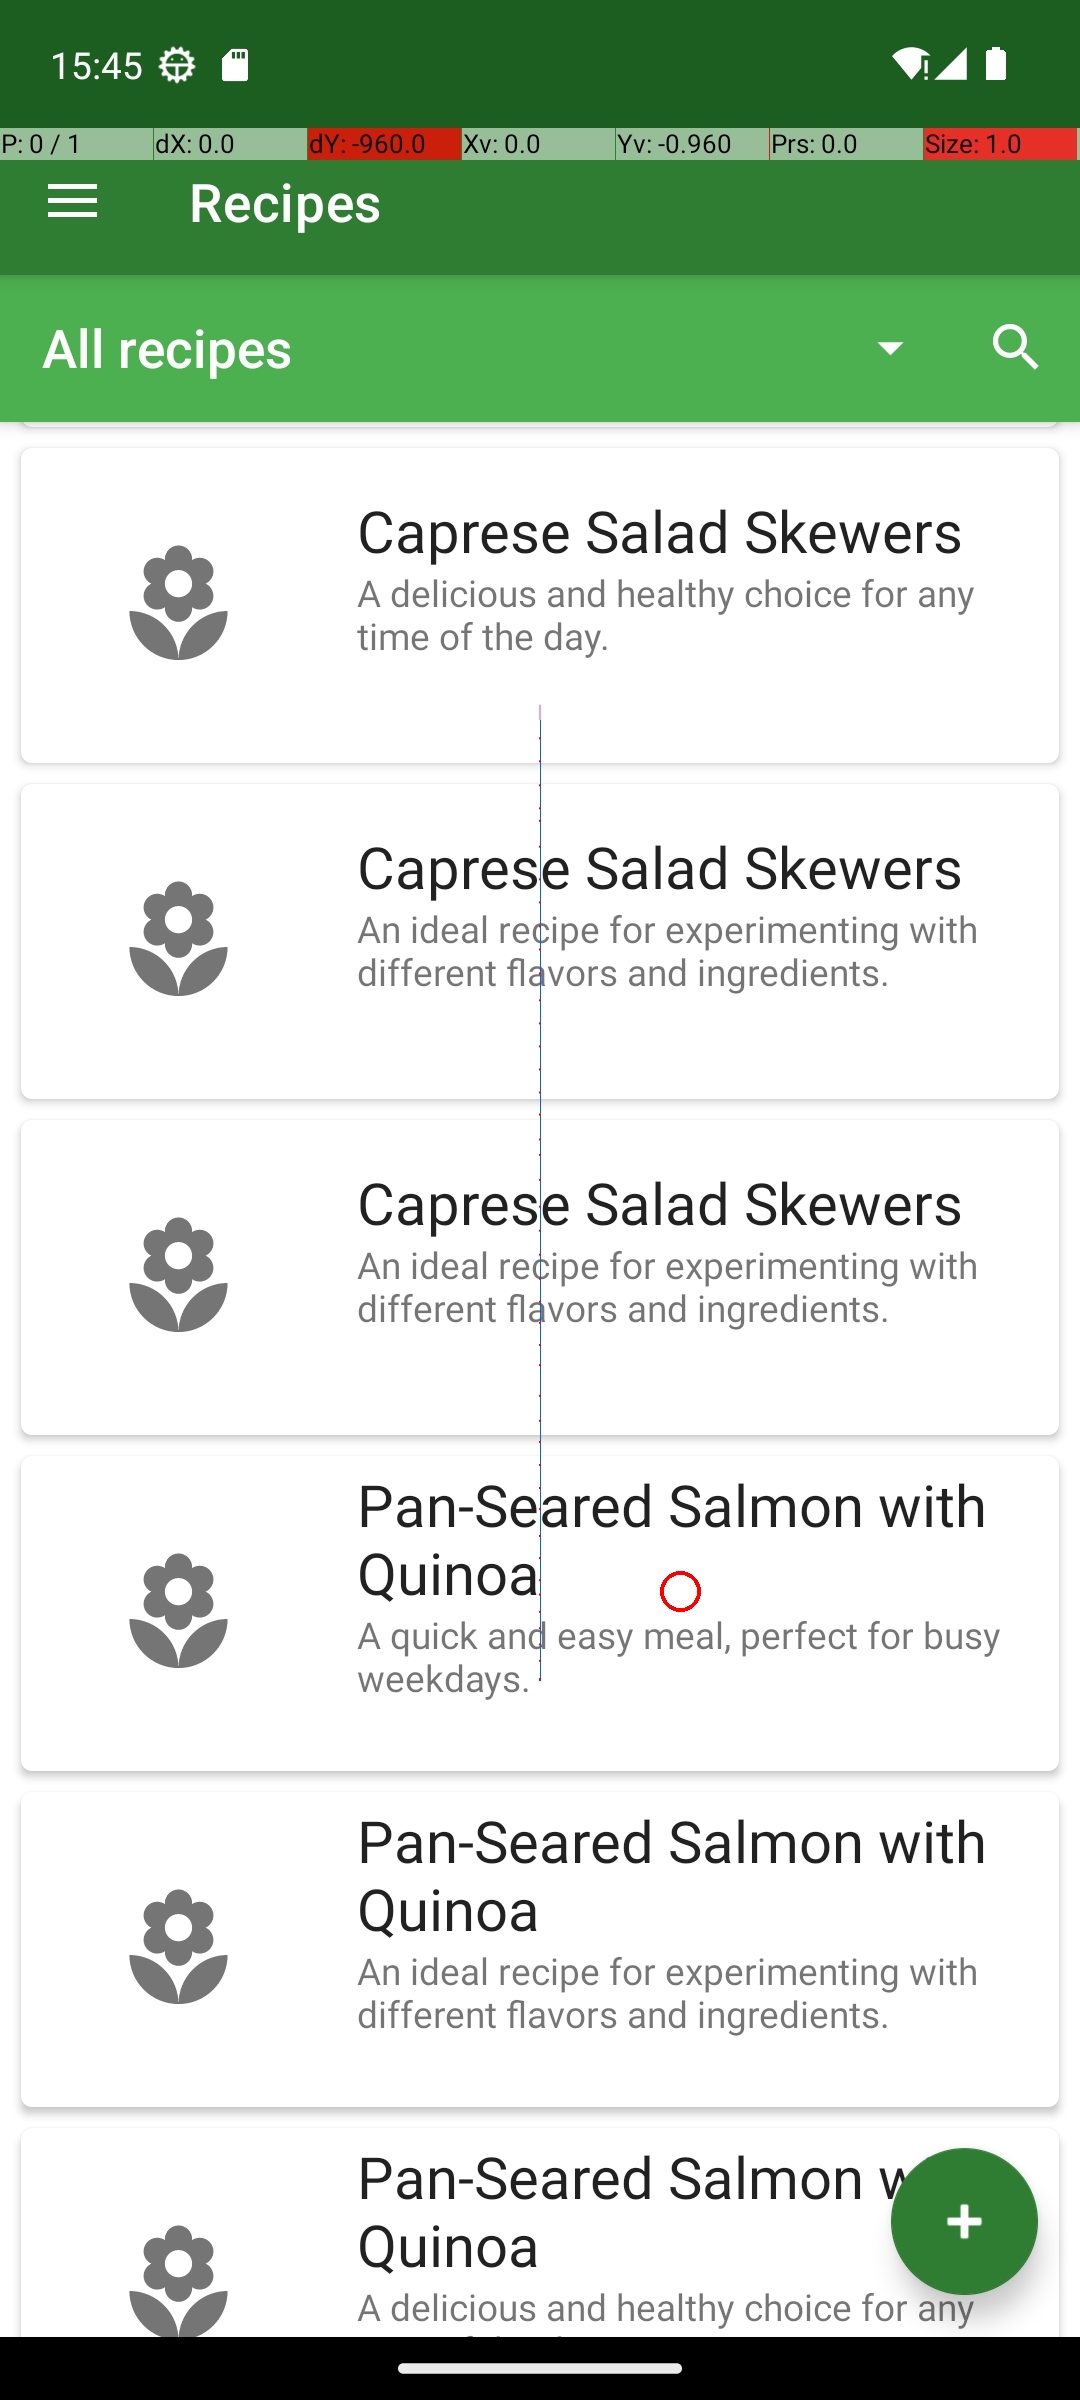 15:45
P: 0 / 1 dX: 0.0 dY: -960.0 Xv: 0.0 Yv: -0.960 Prs: 0.0 Size: 1.0
Recipes
All recipes
Caprese Salad Skewers
A delicious and healthy choice for any
time of the day.
Caprese Salad Skewers
An ideal recipe for experimenting with
different flavors and ingredients.
Caprese Salad Skewers
An ideal recipe for experimenting with
different flavors and ingredients.
Pan-Seared Salmon with
Quinoa
A quick and easy meal, perfect for busy
weekdays.
Pan-Seared Salmon with
Quinoa
An ideal recipe for experimenting with
different flavors and ingredients.
Pan-Seared Salmon
Quinoa
A delicious and healthy choice for any